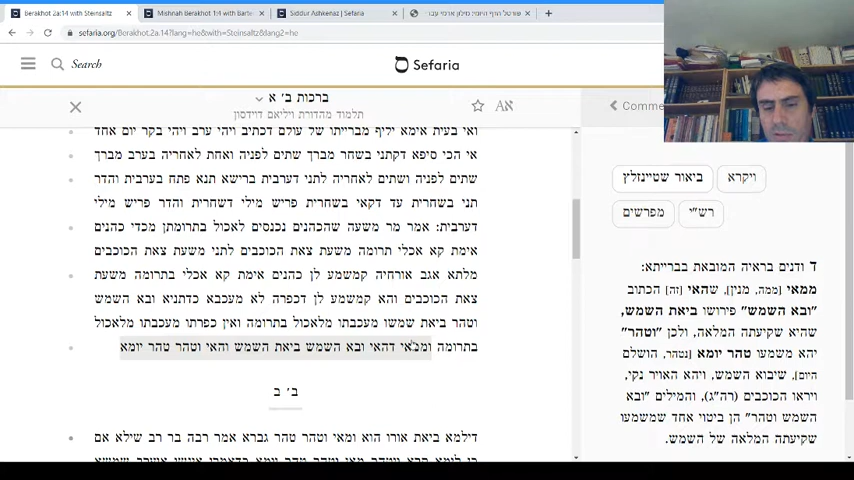 Berakhot 2a:14 with Steinsaltz
Mishnah Berakhot 1:4 with Barte
Siddur Ashkenaz | Sefaria
sefaria.org/Berakhot.2a.14?lang=he&with=Steinsaltz&lang2=he
Search
Sefaria
ברכות ב׳ א
תלמוד מהדורת ויליאם דוידסון
Comme
ואי בעית אימא יליף מברייתו של עולם דכתיב ויהי ערב ויהי בקר יום אחד
אי הכי סיפא דקתני בשחר מברך שתים לפניה ואחת לאחריה בערב מברך
שתים לפניה ושתים לאחריה לתני דערבית ברישא תנא פתח בערבית והדר
תני בשחרית עד דקאי בשחרית פריש מילי דשחרית והדר פריש מילי
דערבית: אמר מר משעה שהכהנים נכנסים לאכול בתרומתן מכדי כהנים
אימת קא אכלי תרומה משעת צאת הכוכבים לתני משעת צאת הכוכבים
מלתא אגב אורחיה קמשמע לן כהנים אימת קא אכלי בתרומה משעת
צאת הכוכבים והא קמשמע לן דכפרה לא מעכבא כדתניא ובא השמש
וטהר ביאת שמשו מעכבתו מלאכול בתרומה ואין כפרתו מעכבתו מלאכול
בתרומה וממאי דהאי ובא השמש ביאת השמש והאי וטהר טהר יומא
ב׳ ב
דילמא ביאת אורו הוא ומאי וטהר טהר גברא אמר רבה בר רב שילא אם
ויקרא
ביאור שטיינזלץ
רש״י
מפרשים
ד ודנים בראיה המובאת בברייתא:
ממאי [ממה, מנין], שהאי [זה] הכתוב
"ובא השמש" פירושו ביאת השמש,
שהיא שקיעתה המלאה, ולכן "וטהר"
יהא משמעו טהר יומא [נטהר, הושלם
היום], שיבוא השמש, ויהא האויר נקי,
ויראו הכוכבים (רה"ג), והמילים "ובא
השמש וטהר" הן ביטוי אחד שמשמעו
שקיעתה המלאה של השמש.